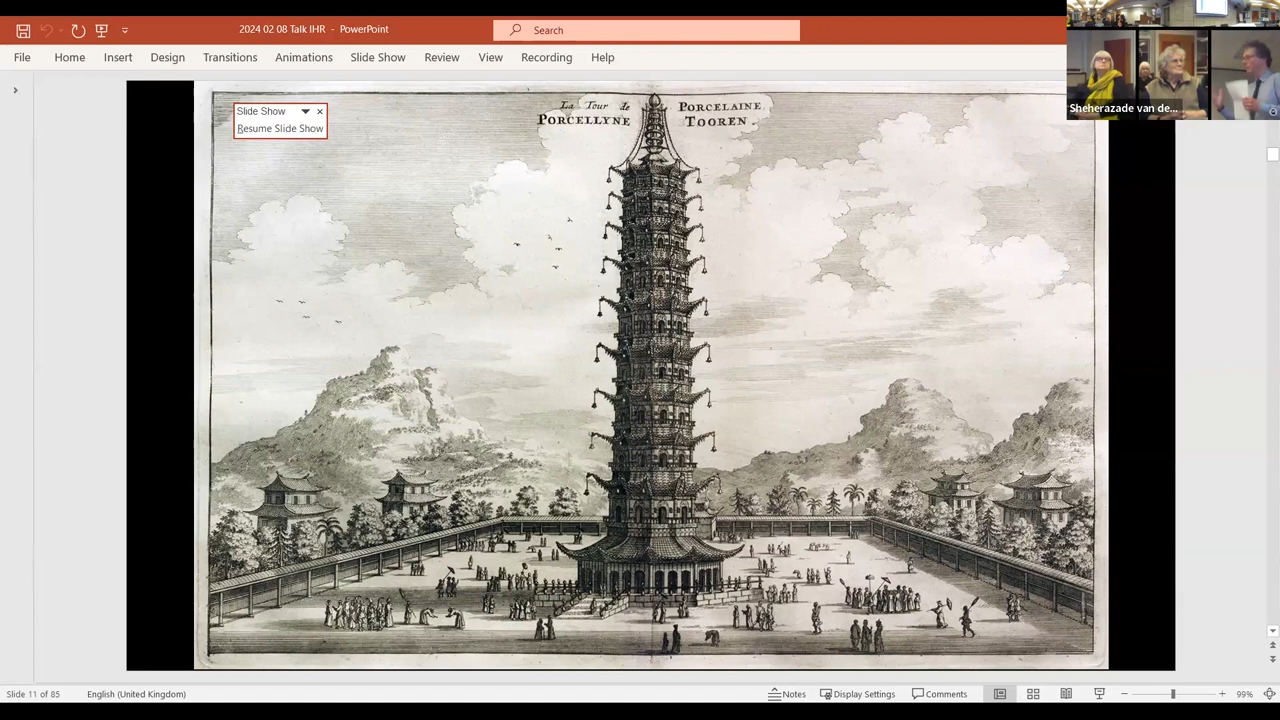 2024 02 08 Talk IHR - PowerPoint
Search
File Home Insert Design Transitions Animations Slide Show Review View Recording Help
Sheherazade van de...
Slide Show
Resume Slide Show
La Tour de PORCELAINE
PORCELLYNE TOOREN.
Slide 11 of 85 English (United Kingdom) Notes Display Settings Comments 99%